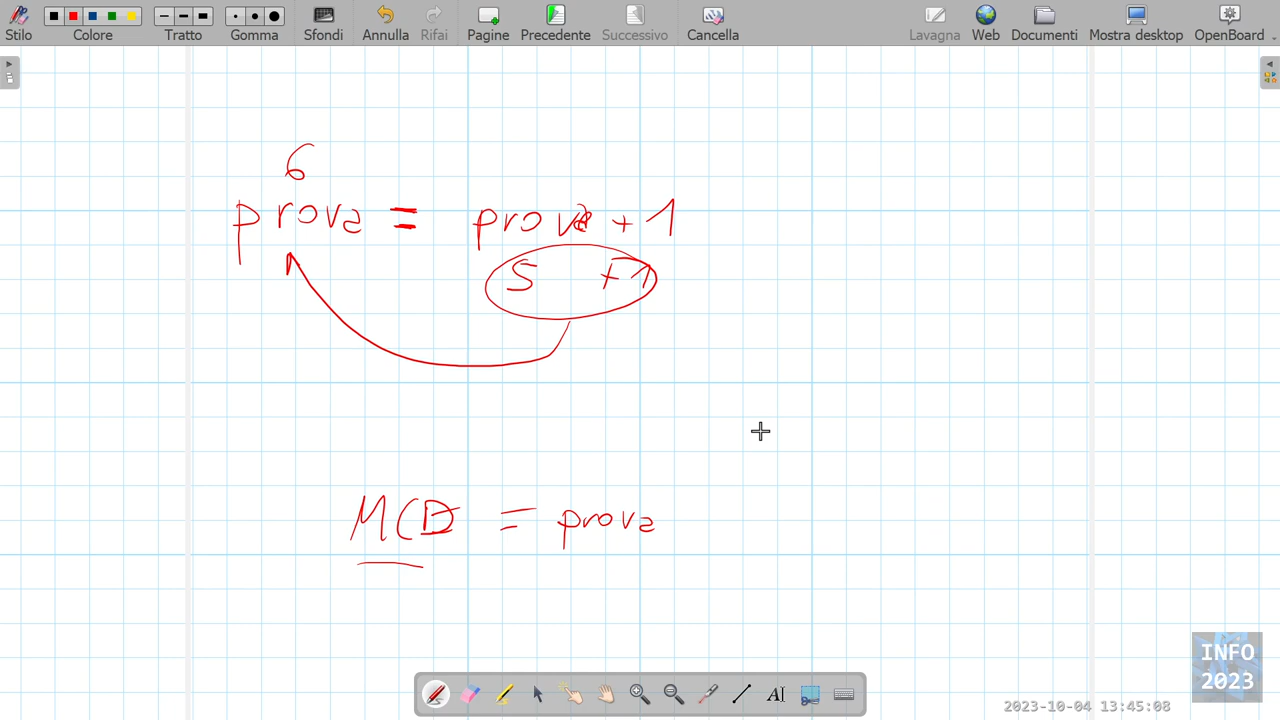 Stilo Colore Tratto Gomma Sfondi Annulla Rifai Pagine Precedente Successivo Cancella Lavagna Web Documenti Mostra desktop OpenBoard
6
prova = prova + 1
5 + 1
MCD = prova
INFO
2023
2023-10-04 13:45:08